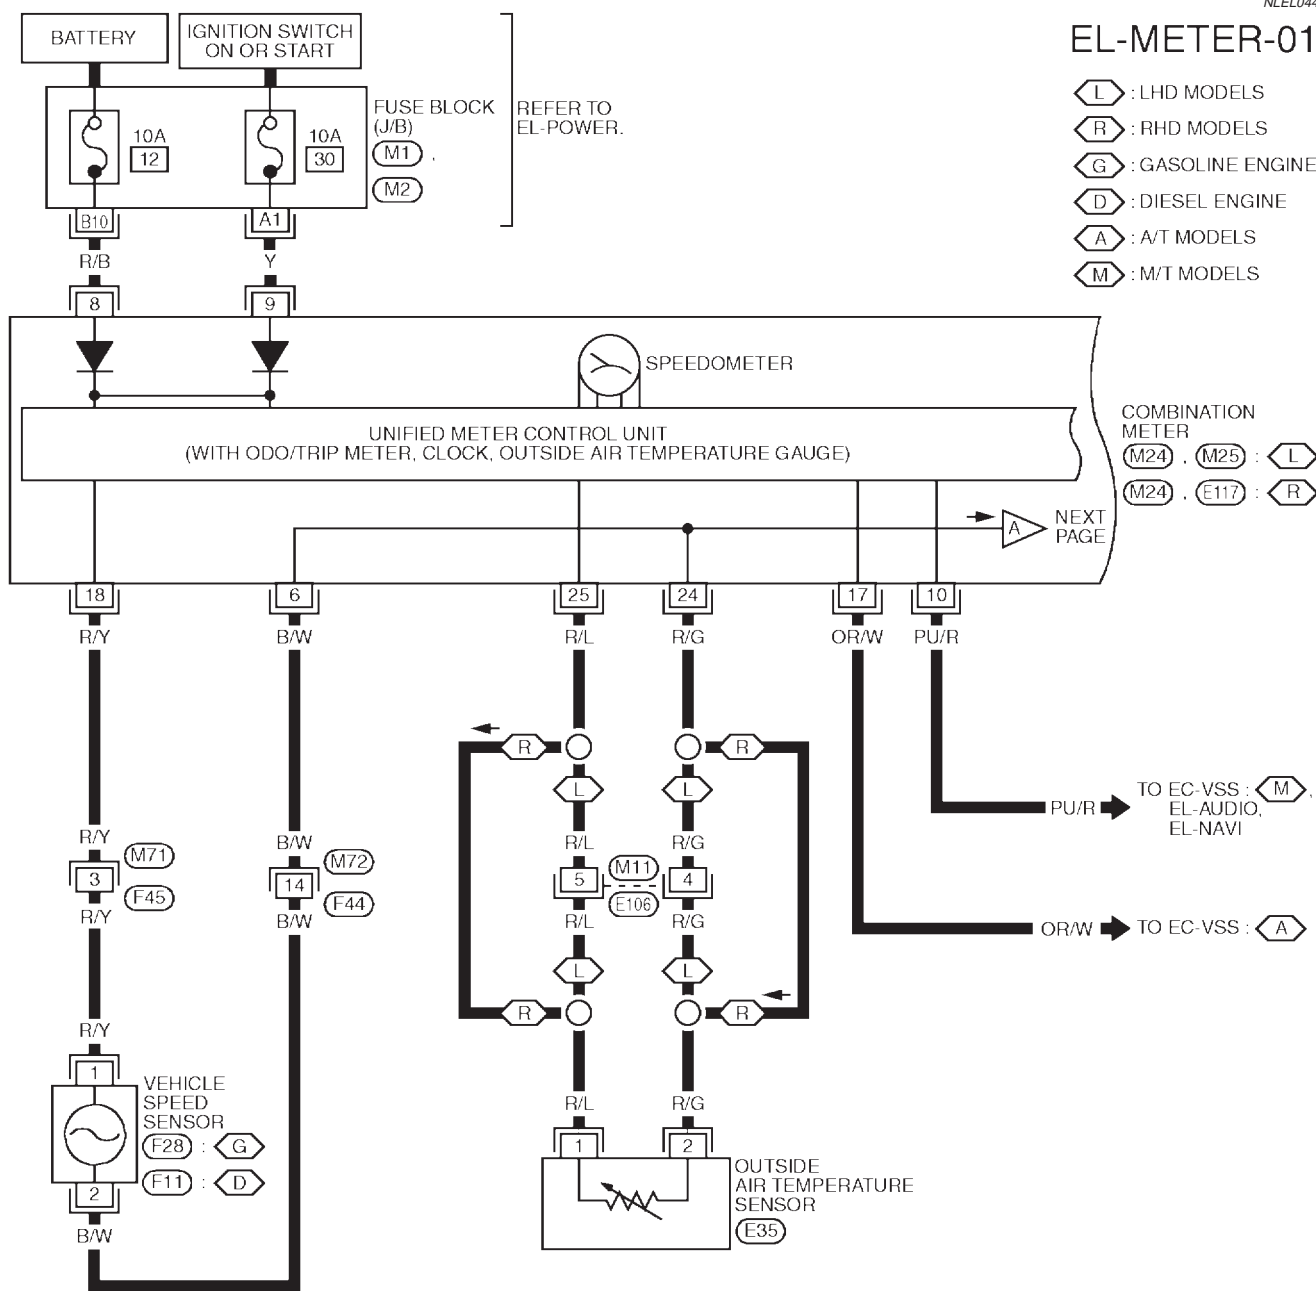 NLEL044
EL-METER-01
BATTERY
IGNITION SWITCH
ON OR START
10A
12
10A
30
FUSE BLOCK
(J/B)
M1 ,
M2
REFER TO
EL-POWER.
L : LHD MODELS
R : RHD MODELS
G : GASOLINE ENGINE
D : DIESEL ENGINE
A : A/T MODELS
M : M/T MODELS
B10
A1
R/B
Y
8
9
SPEEDOMETER
UNIFIED METER CONTROL UNIT
(WITH ODO/TRIP METER, CLOCK, OUTSIDE AIR TEMPERATURE GAUGE)
COMBINATION
METER
M24 , M25 : L
M24 , E117 : R
A
NEXT
PAGE
18
6
25
24
17
10
R/Y
B/W
R/L
R/G
OR/W
PU/R
R
R
L
L
PU/R
TO EC-VSS : M ,
EL-AUDIO,
EL-NAVI
R/Y
B/W
R/L
R/G
3
M71
F45
14
M72
F44
5
M11
E106
4
R/Y
B/W
R/L
R/G
OR/W
TO EC-VSS : A
L
L
R
R
R/Y
1
VEHICLE
SPEED
SENSOR
F28 : G
F11 : D
2
B/W
R/L
R/G
1
2
OUTSIDE
AIR TEMPERATURE
SENSOR
E35